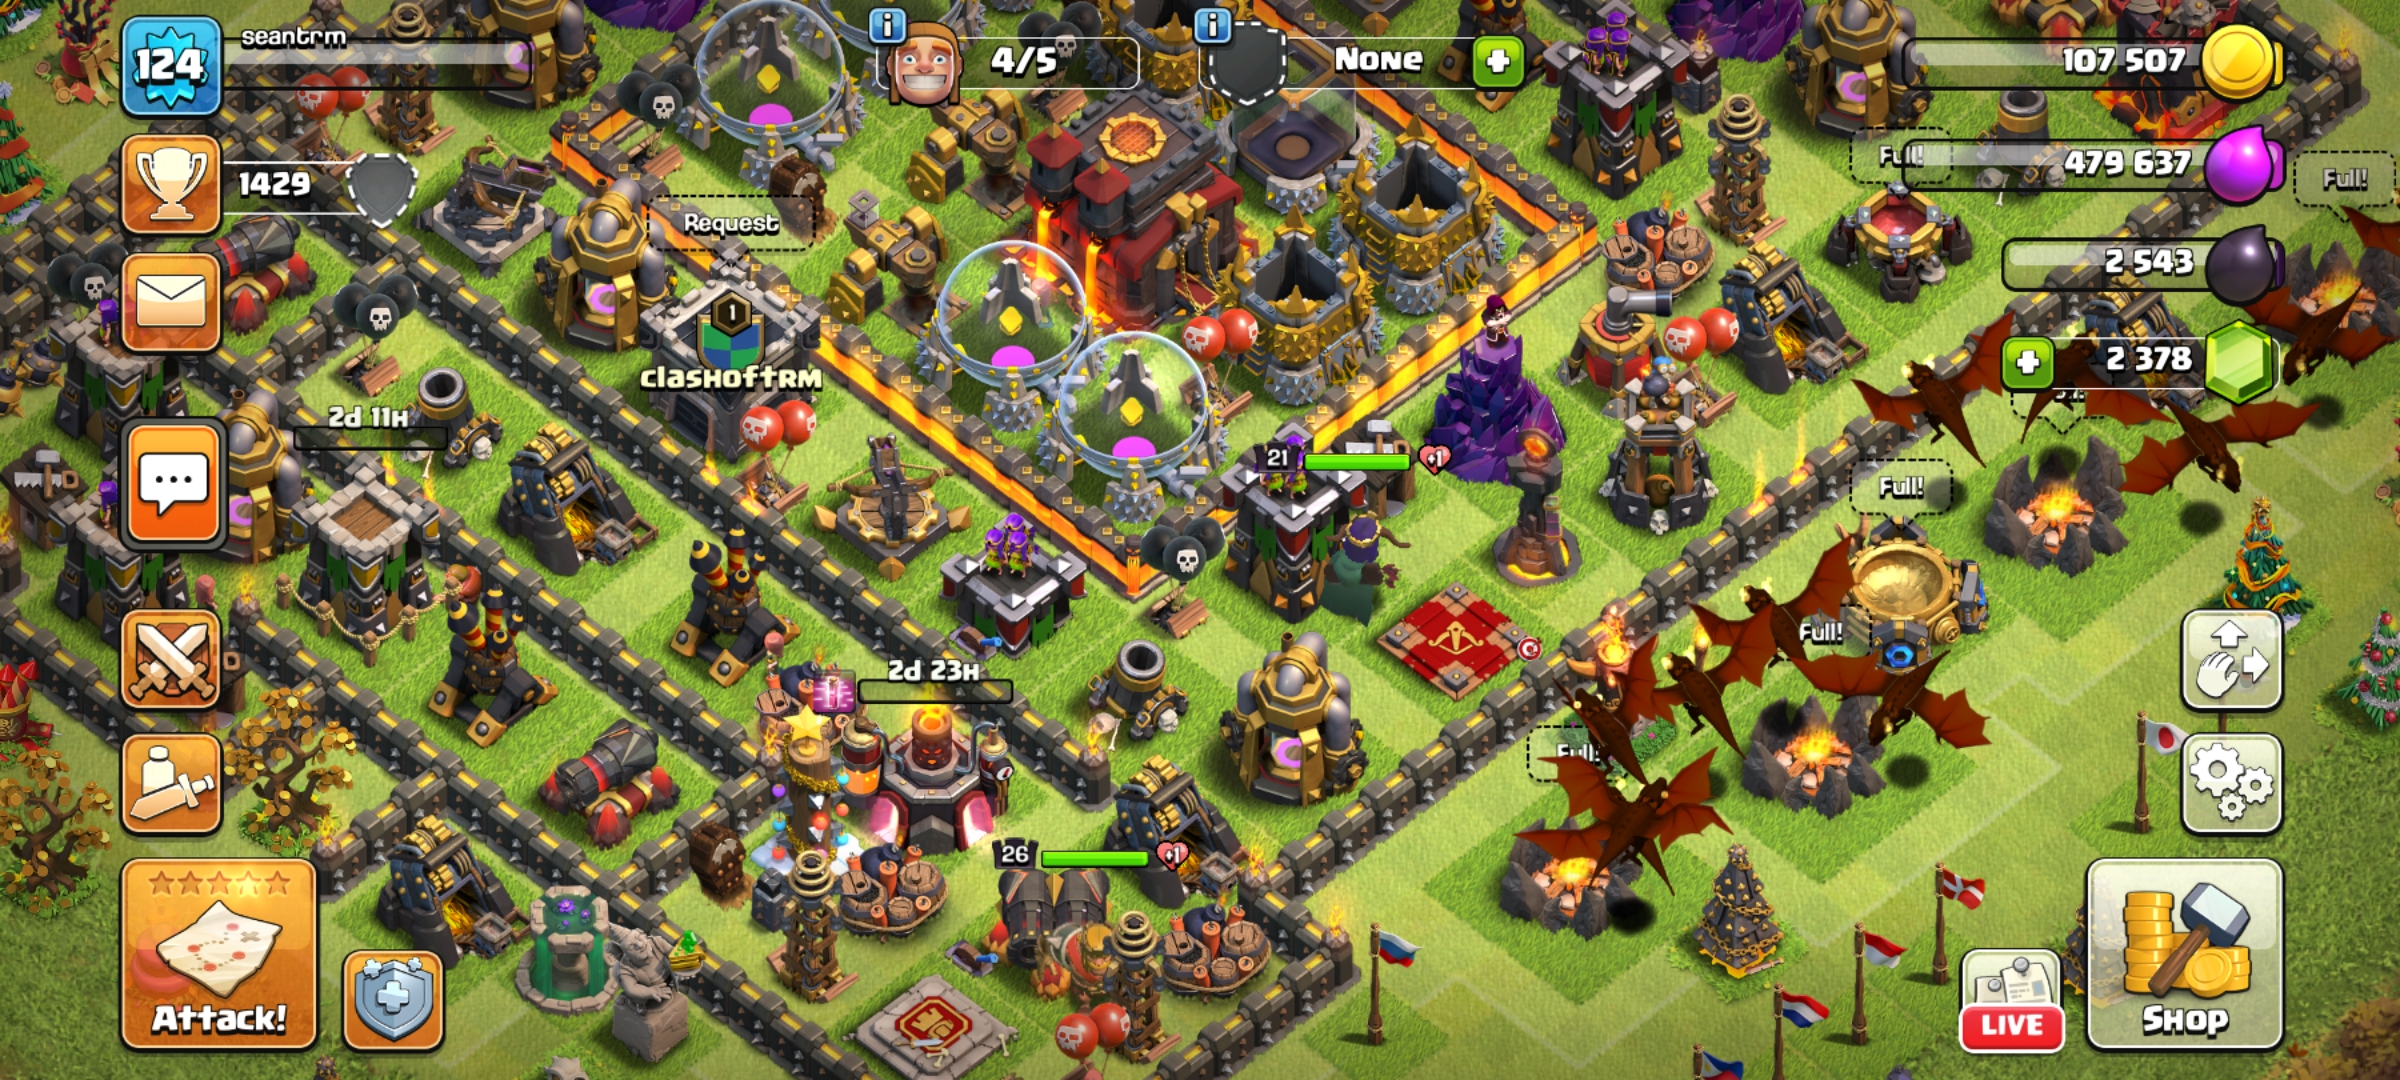 124
seantrm
4/5
None
107 507
1429
479 637
Full!
Full!
Request
2 543
1
2 378
clashoftrm
2d 11h
21
+1
Full!
Full!
2d 23h
Full!
26
+1
Attack!
LIVE
Shop